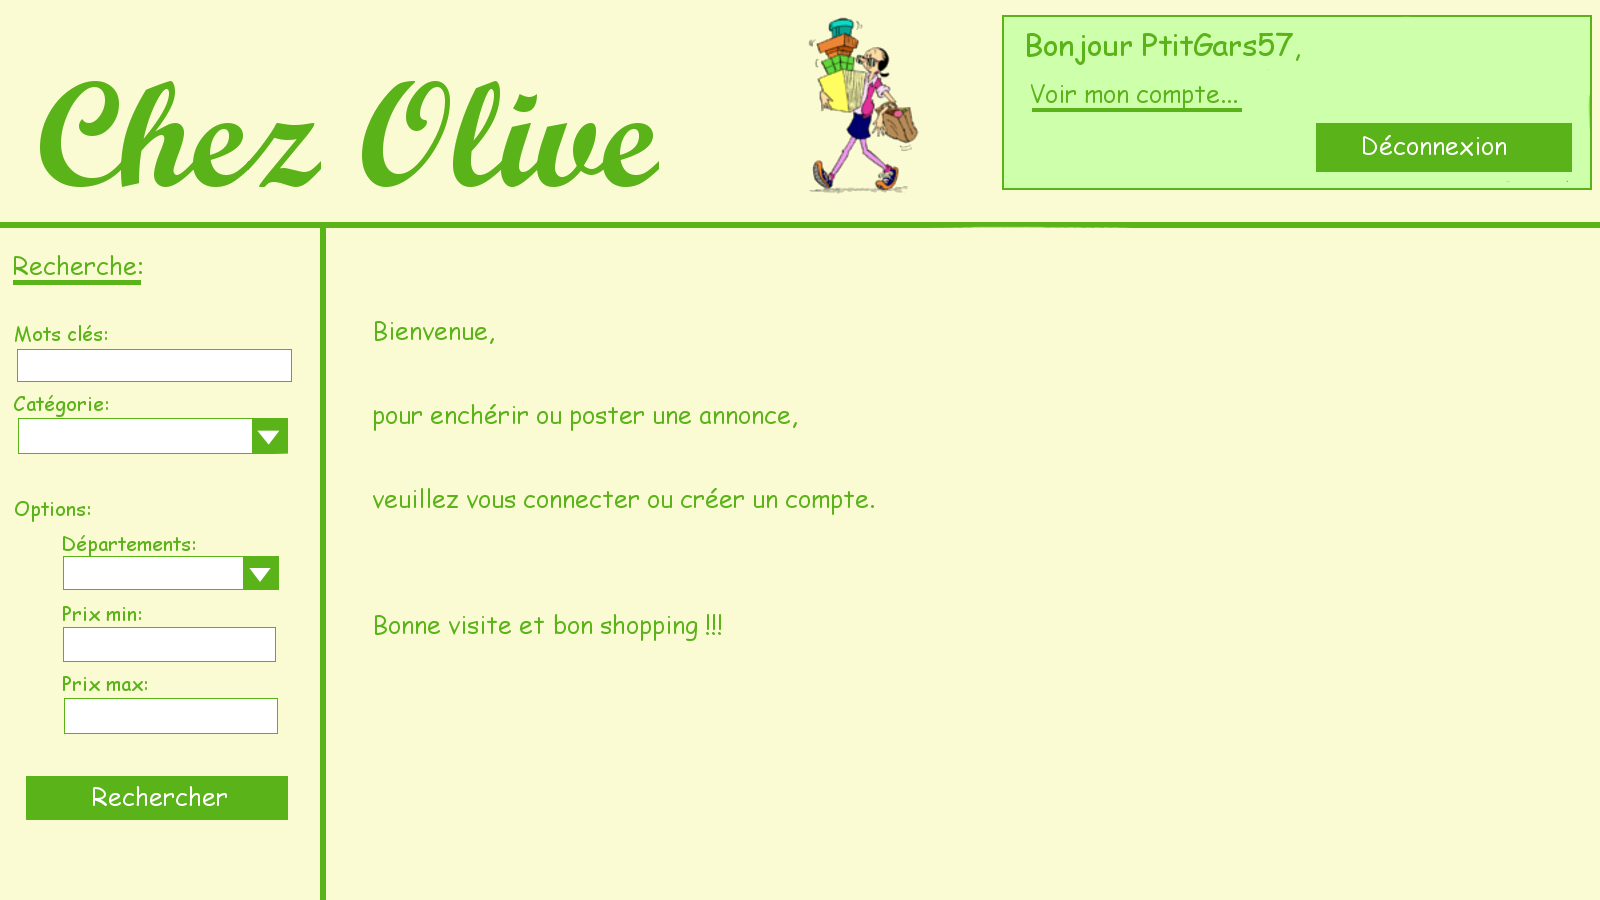 Chez Olive
Bonjour PtitGars57,
Voir mon compte...
Déconnexion
Recherche:
Mots clés:
Catégorie:
Options:
Départements:
Prix min:
Prix max:
Rechercher
Bienvenue,
pour enchérir ou poster une annonce,
veuillez vous connecter ou créer un compte.
Bonne visite et bon shopping !!!